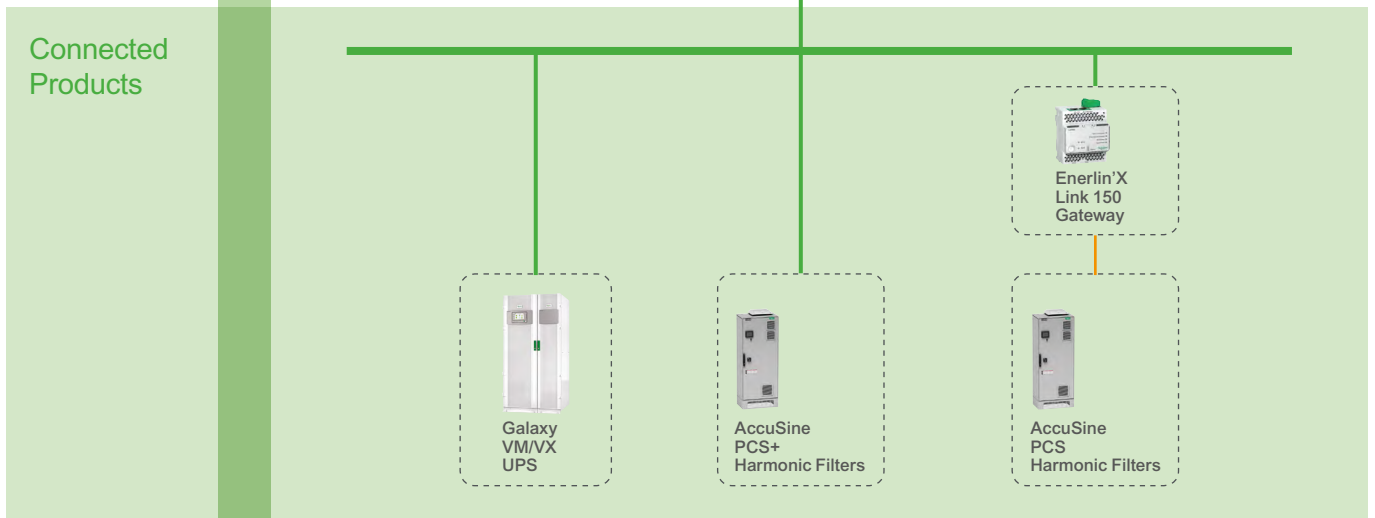 Connected
Products
Enerlin’X
Link 150
Gateway
Galaxy
VM/VX
UPS
AccuSine
PCS+
Harmonic Filters
AccuSine
PCS
Harmonic Filters